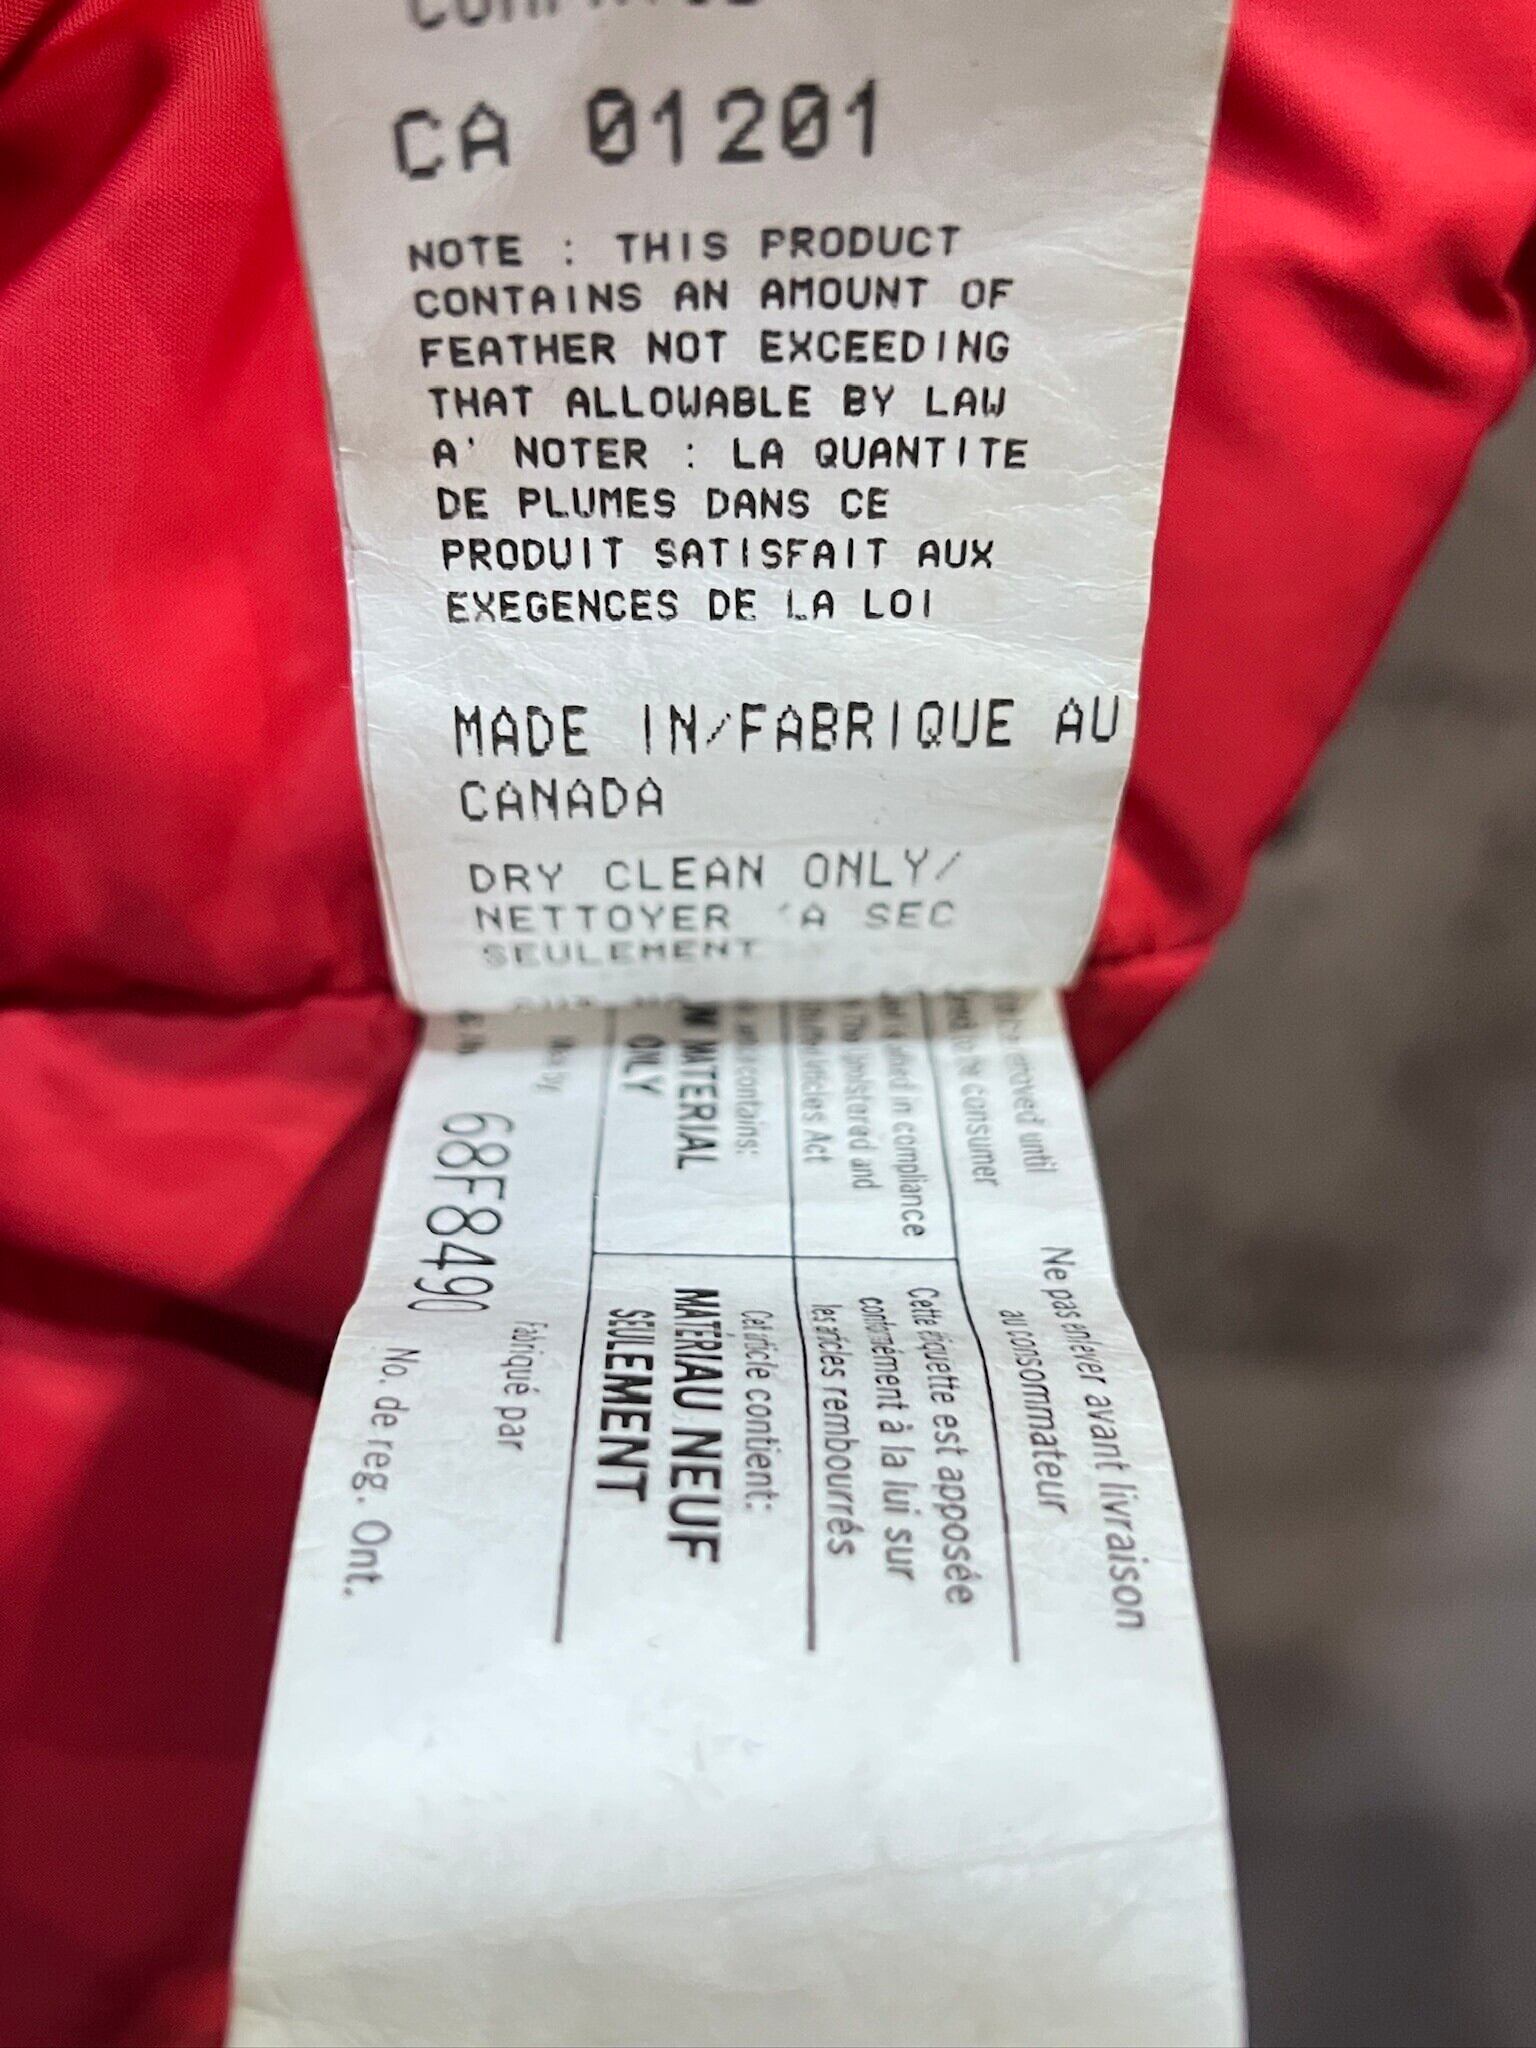 CA 01201
NOTE : THIS PRODUCT
CONTAINS AN AMOUNT OF
FEATHER NOT EXCEEDING
THAT ALLOWABLE BY LAW
A' NOTER : LA QUANTITE
DE PLUMES DANS CE
PRODUIT SATISFAIT AUX
EXEGENCES DE LA LOI
MADE IN/FABRIQUE AU
CANADA
DRY CLEAN ONLY/
NETTOYER 'A SEC
SEULEMENT
until
consumer
in compliance
and
Articles Act
contains:
MATERIAL
ONLY
68F8490
Ne pas enlever avant livraison
au consommateur
Cette étiquette est apposée
conformément à la lui sur
les articles rembourrés
Cet article contient:
MATÉRIAU NEUF
SEULEMENT
Fabriqué par
No. de reg. Ont.